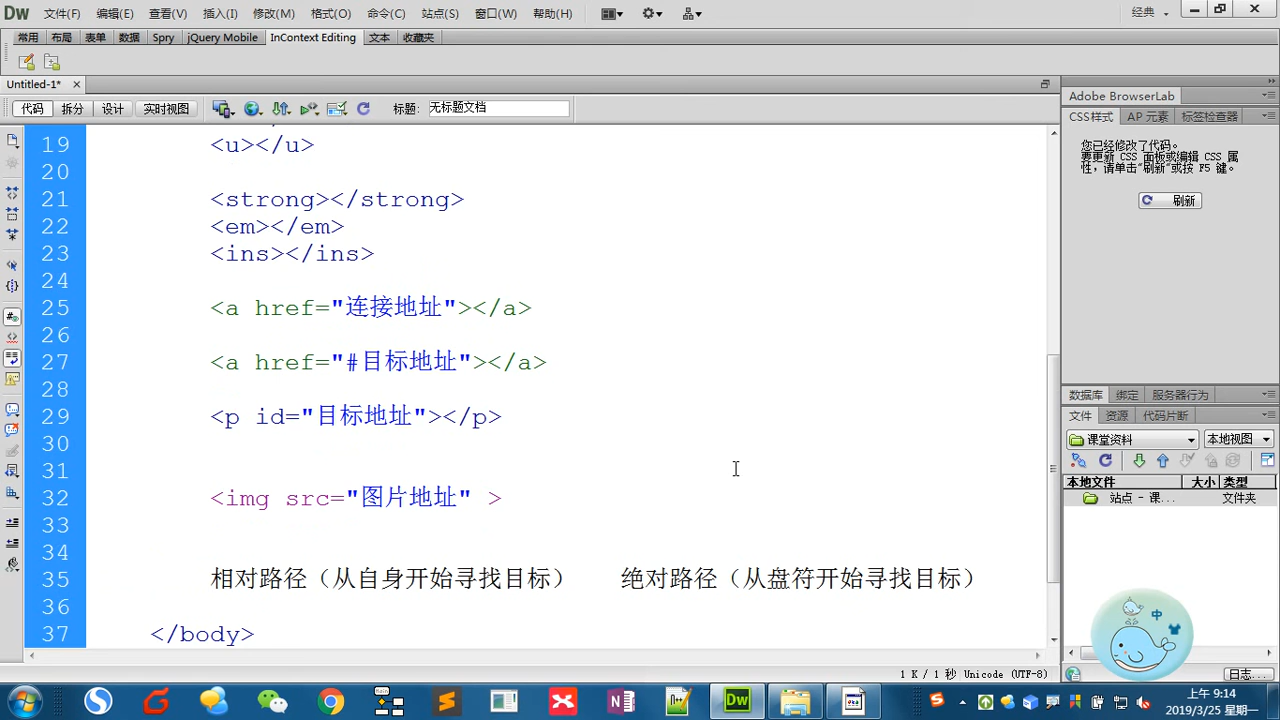 Dw 文件(F) 编辑(E) 查看(V) 插入(I) 修改(M) 格式(O) 命令(C) 站点(S) 窗口(W) 帮助(H) 经典
常用 布局 表单 数据 Spry jQuery Mobile InContext Editing 文本 收藏夹
Untitled-1*
代码 拆分 设计 实时视图 标题: 无标题文档
19 <u></u>
20
21 <strong></strong>
22 <em></em>
23 <ins></ins>
24
25 <a href="连接地址"></a>
26
27 <a href="#目标地址"></a>
28
29 <p id="目标地址"></p>
30
31
32 <img src="图片地址" >
33
34
35 相对路径（从自身开始寻找目标） 绝对路径（从盘符开始寻找目标）
36
37 </body>
1 K / 1 秒 Unicode (UTF-8)
Adobe BrowserLab
CSS样式 AP 元素 标签检查器
您已经修改了代码。
要更新 CSS 面板或编辑 CSS 属
性，请单击“刷新”或按 F5 键。
刷新
数据库 绑定 服务器行为
文件 资源 代码片断
课堂资料 本地视图
本地文件 大小 类型
站点 - 课... 文件夹
中
日志...
Dw
上午 9:14
2019/3/25 星期一